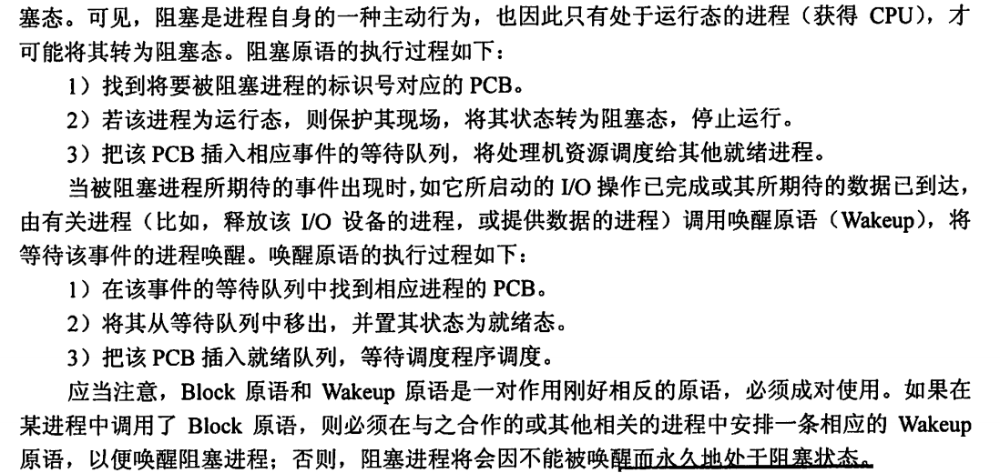 塞态。可见，阻塞是进程自身的一种主动行为，也因此只有处于运行态的进程（获得 CPU），才
可能将其转为阻塞态。阻塞原语的执行过程如下：
1）找到将要被阻塞进程的标识号对应的 PCB。
2）若该进程为运行态，则保护其现场，将其状态转为阻塞态，停止运行。
3）把该 PCB 插入相应事件的等待队列，将处理机资源调度给其他就绪进程。
当被阻塞进程所期待的事件出现时，如它所启动的 I/O 操作已完成或其所期待的数据已到达，
由有关进程（比如，释放该 I/O 设备的进程，或提供数据的进程）调用唤醒原语（Wakeup），将
等待该事件的进程唤醒。唤醒原语的执行过程如下：
1）在该事件的等待队列中找到相应进程的 PCB。
2）将其从等待队列中移出，并置其状态为就绪态。
3）把该 PCB 插入就绪队列，等待调度程序调度。
应当注意，Block 原语和 Wakeup 原语是一对作用刚好相反的原语，必须成对使用。如果在
某进程中调用了 Block 原语，则必须在与之合作的或其他相关的进程中安排一条相应的 Wakeup
原语，以便唤醒阻塞进程；否则，阻塞进程将会因不能被唤醒而永久地处于阻塞状态。